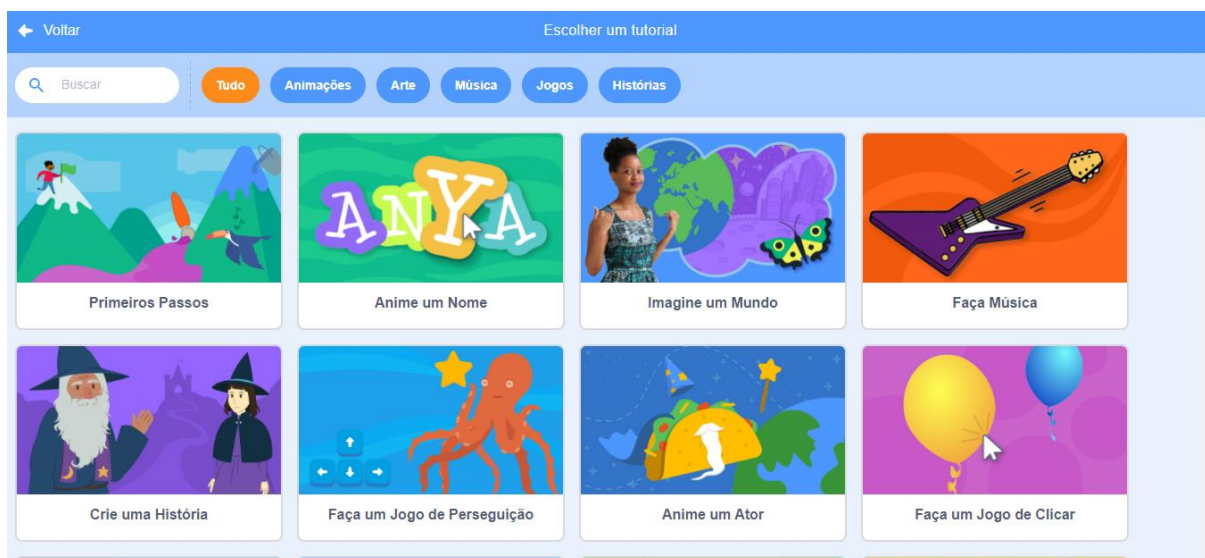 Voltar
Escolher um tutorial
Buscar
Tudo
Animações
Arte
Música
Jogos
Histórias
ANYA
Primeiros Passos
Anime um Nome
Imagine um Mundo
Faça Música
Crie uma História
Faça um Jogo de Perseguição
Anime um Ator
Faça um Jogo de Clicar